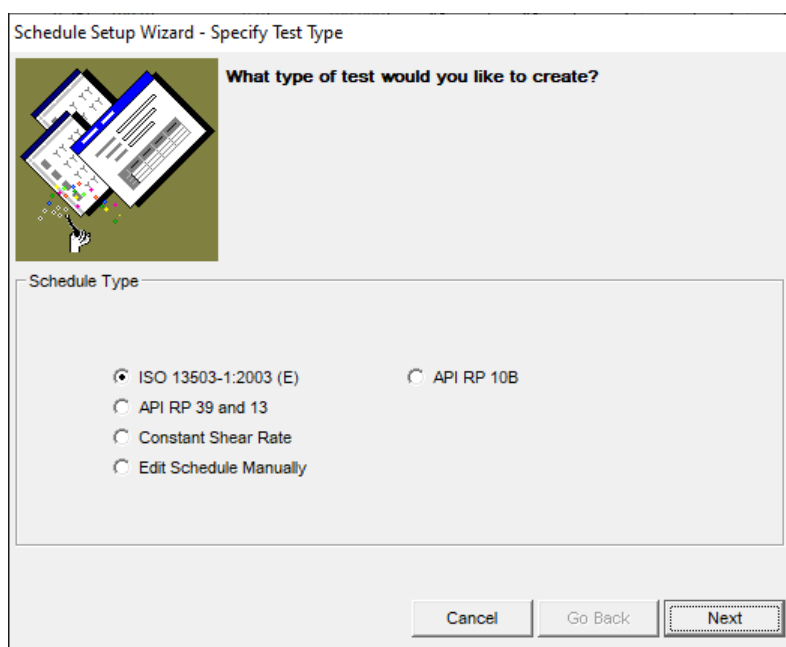 Schedule Setup Wizard - Specify Test Type
What type of test would you like to create?
Schedule Type
ISO 13503-1:2003 (E)
API RP 10B
API RP 39 and 13
Constant Shear Rate
Edit Schedule Manually
Cancel
Go Back
Next